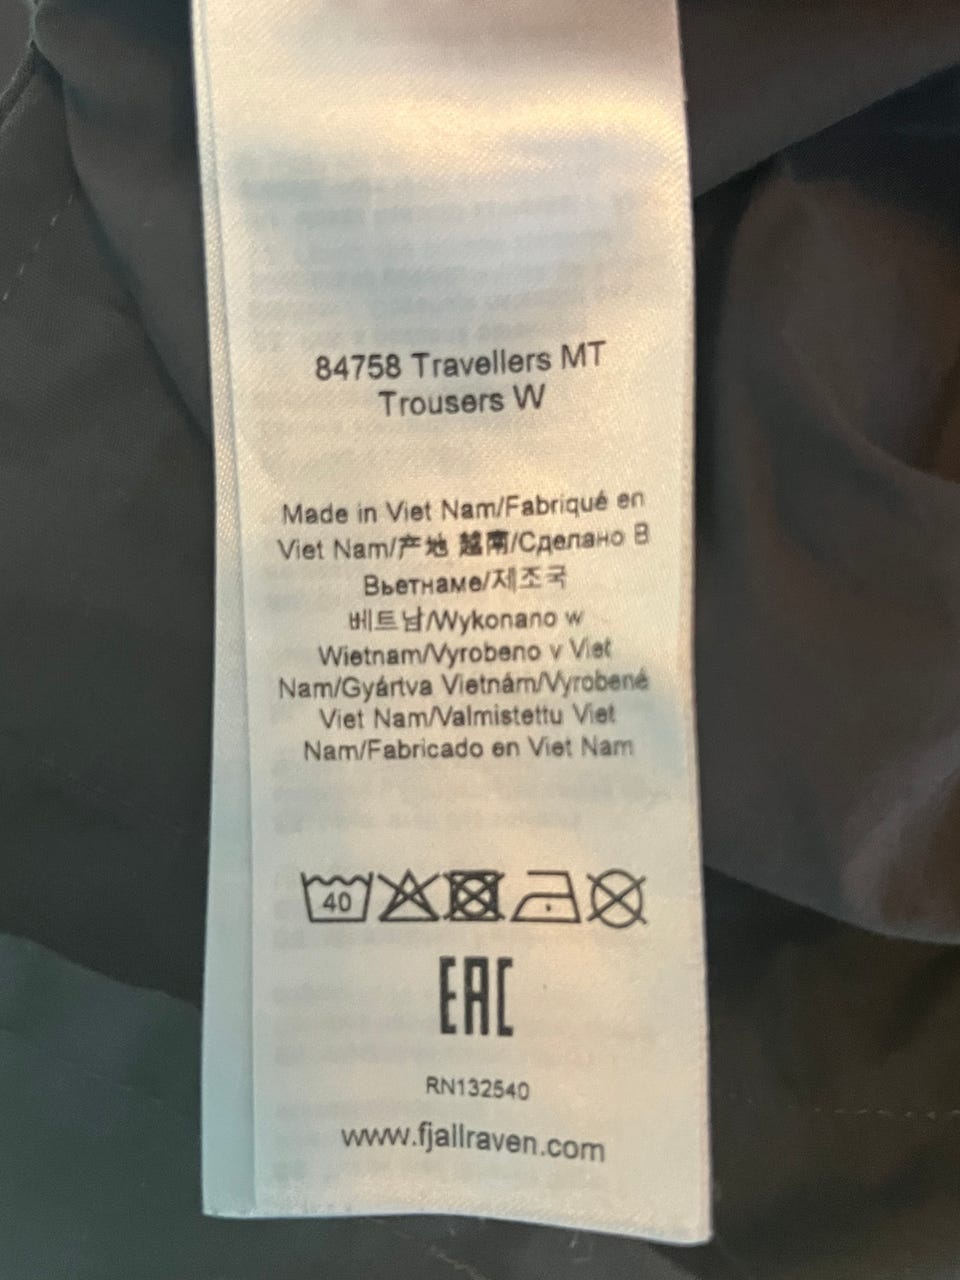 84758 Travellers MT
Trousers W
Made in Viet Nam/Fabriqué en
Viet Nam/产地 越南/Сделано В
Вьетнаме/제조국
베트남/Wykonano w
Wietnam/Vyrobeno v Viet
Nam/Gyártva Vietnám/Vyrobené
Viet Nam/Valmistettu Viet
Nam/Fabricado en Viet Nam
40
EAC
RN132540
www.fjallraven.com